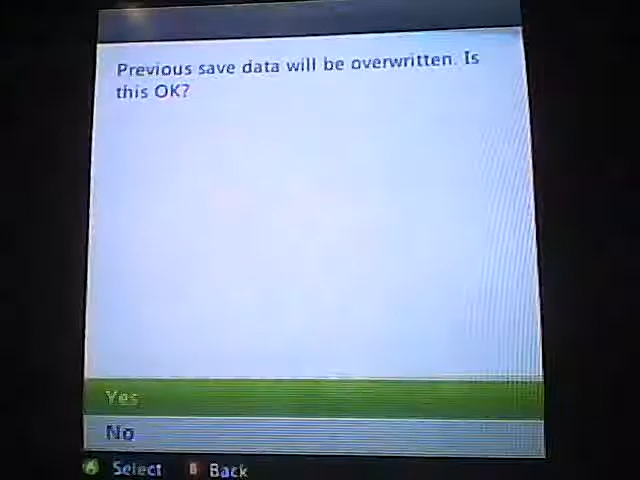 Previous save data will be overwritten. Is
this OK?
Yes
No
A Select B Back